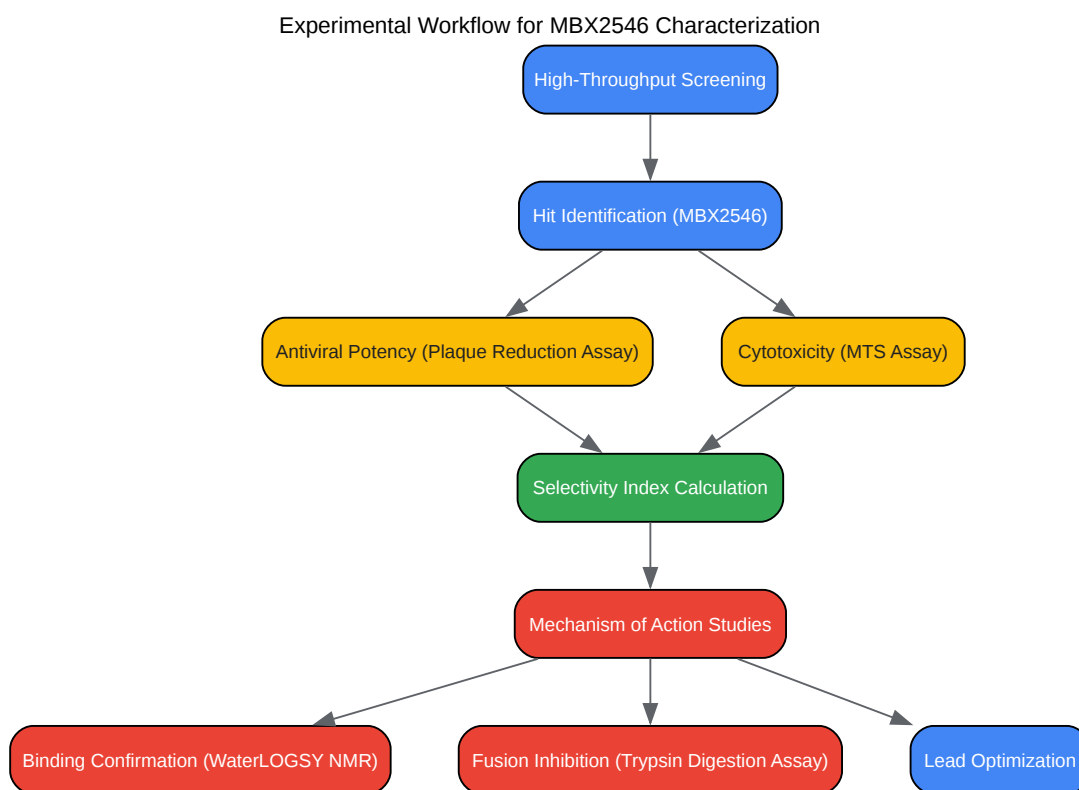 Experimental Workflow for MBX2546 Characterization
High-Throughput Screening
Hit Identification (MBX2546)
Antiviral Potency (Plaque Reduction Assay)
Cytotoxicity (MTS Assay)
Selectivity Index Calculation
Mechanism of Action Studies
Binding Confirmation (WaterLOGSY NMR)
Fusion Inhibition (Trypsin Digestion Assay)
Lead Optimization